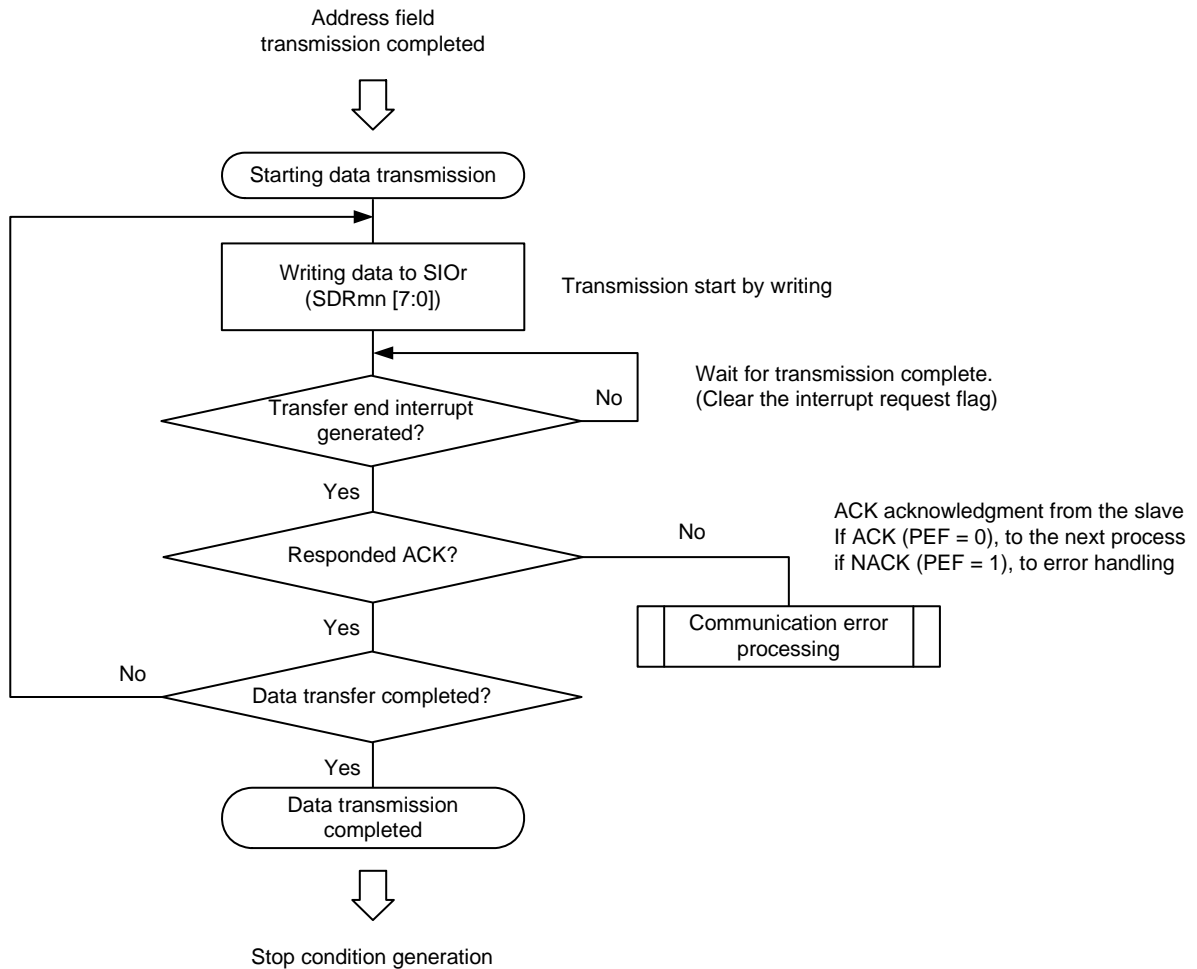 Address field
transmission completed
Starting data transmission
Writing data to SIOr
(SDRmn [7:0])
Transmission start by writing
Transfer end interrupt
generated?
No
Wait for transmission complete.
(Clear the interrupt request flag)
Yes
Responded ACK?
No
ACK acknowledgment from the slave
If ACK (PEF = 0), to the next process
if NACK (PEF = 1), to error handling
Communication error
processing
Yes
No
Data transfer completed?
Yes
Data transmission
completed
Stop condition generation